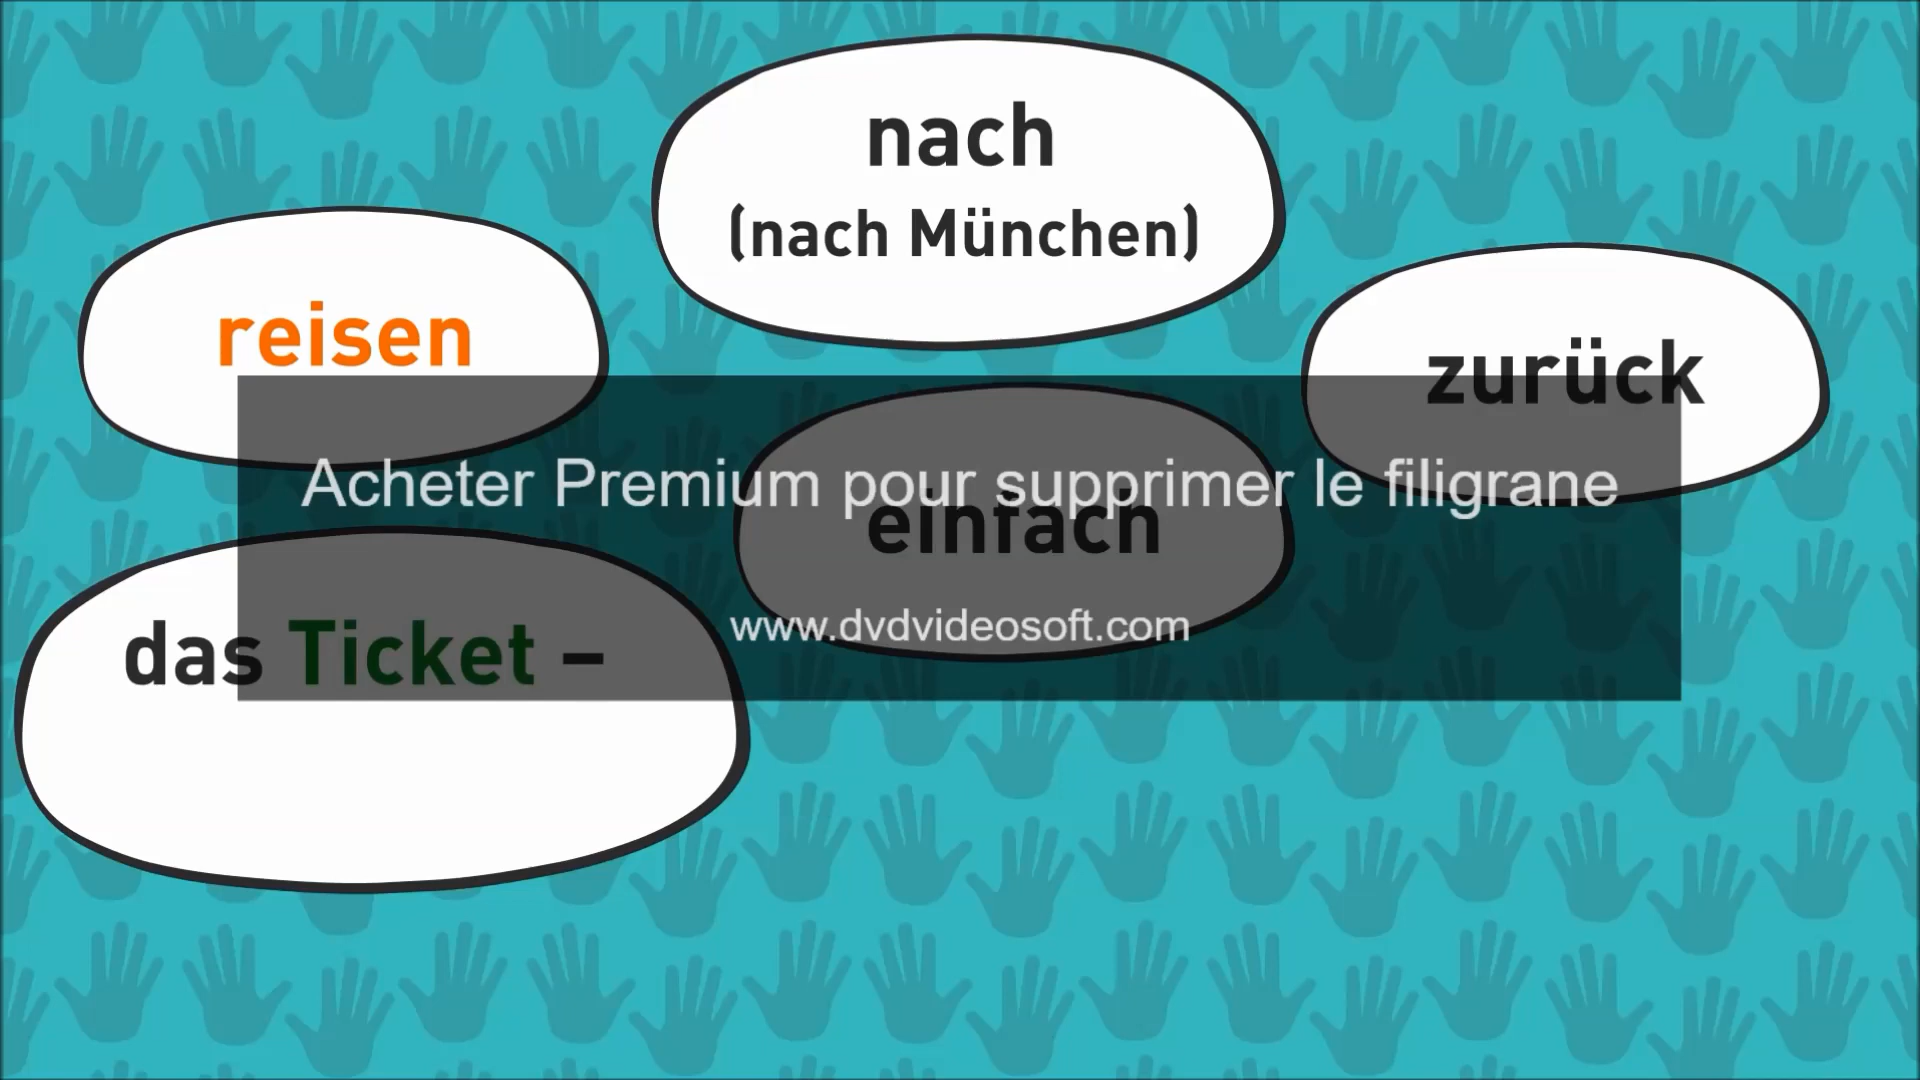 nach
(nach München)
reisen
zurück
Acheter Premium pour supprimer le filigrane
einfach
www.dvdvideosoft.com
das Ticket –